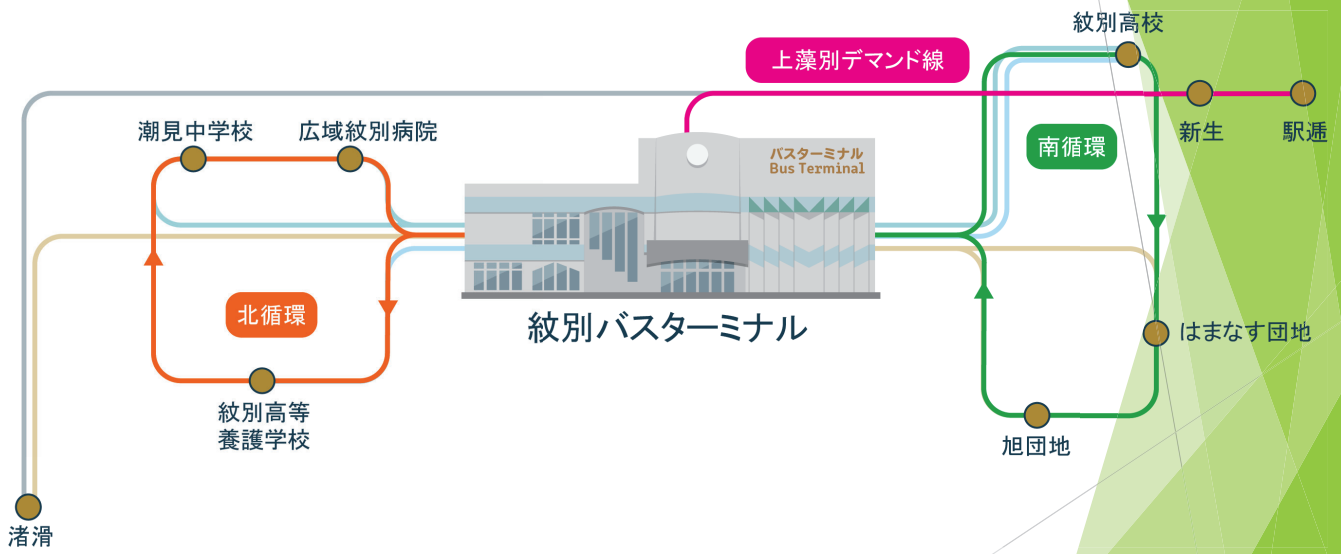 紋別高校
上藻別デマンド線
潮見中学校
広域紋別病院
新生
駅逓
南循環
バスターミナル
Bus Terminal
北循環
紋別バスターミナル
はまなす団地
紋別高等
養護学校
旭団地
渚滑